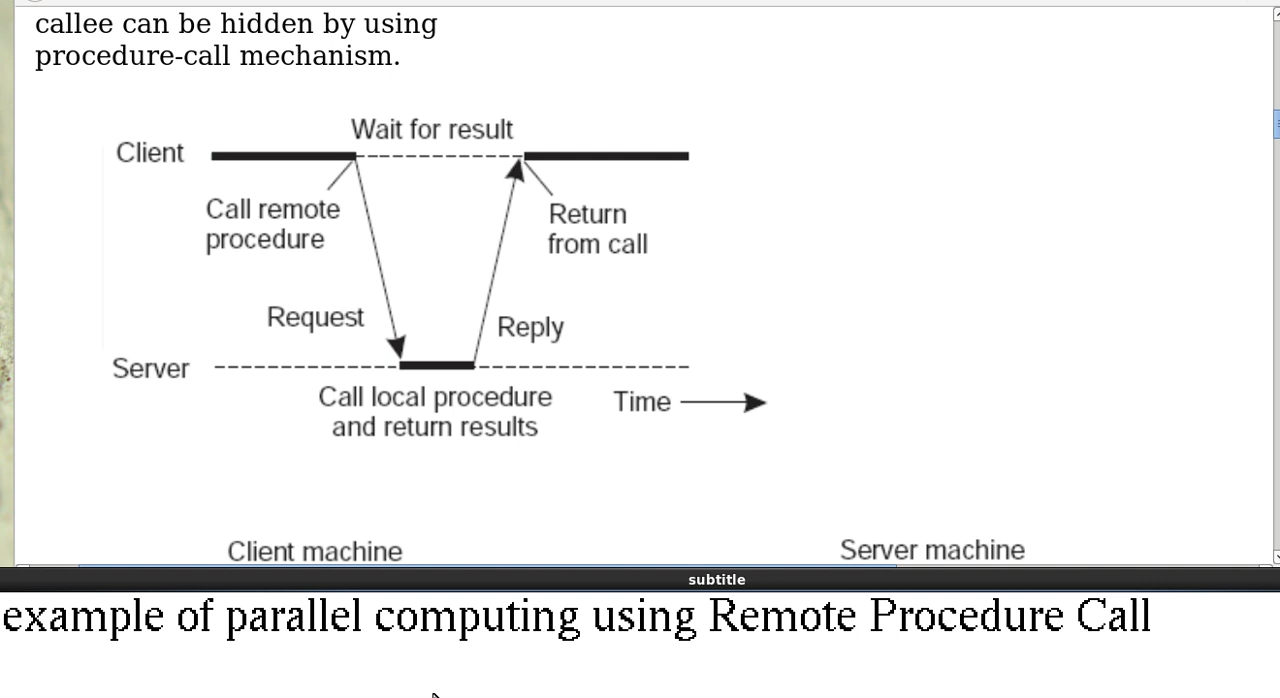 callee can be hidden by using
procedure-call mechanism.
Wait for result
Client
Call remote
procedure
Return
from call
Request
Reply
Server
Call local procedure
and return results
Time
Client machine
Server machine
subtitle
example of parallel computing using Remote Procedure Call